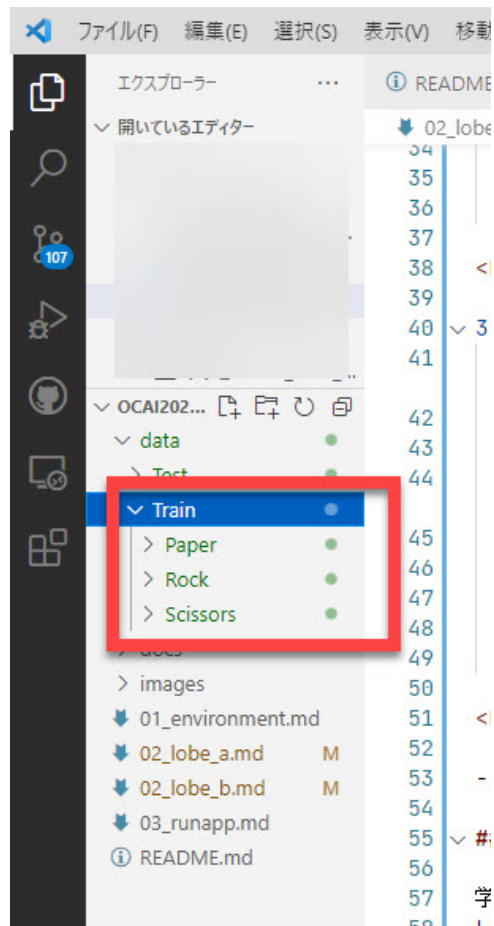 ファイル(F) 編集(E) 選択(S) 表示(V) 移動
エクスプローラー ... README
開いているエディター 02_lobe
34
35
36
37
38 <
39
40 3
41
OCAI202...
42
data
43
Test
44
Train
Paper 45
Rock 46
47
Scissors 48
docs 49
images 50
01_environment.md 51 <
52
02_lobe_a.md M
02_lobe_b.md M 53 -
54
03_runapp.md
55 ##
README.md 56
57 学
58
107